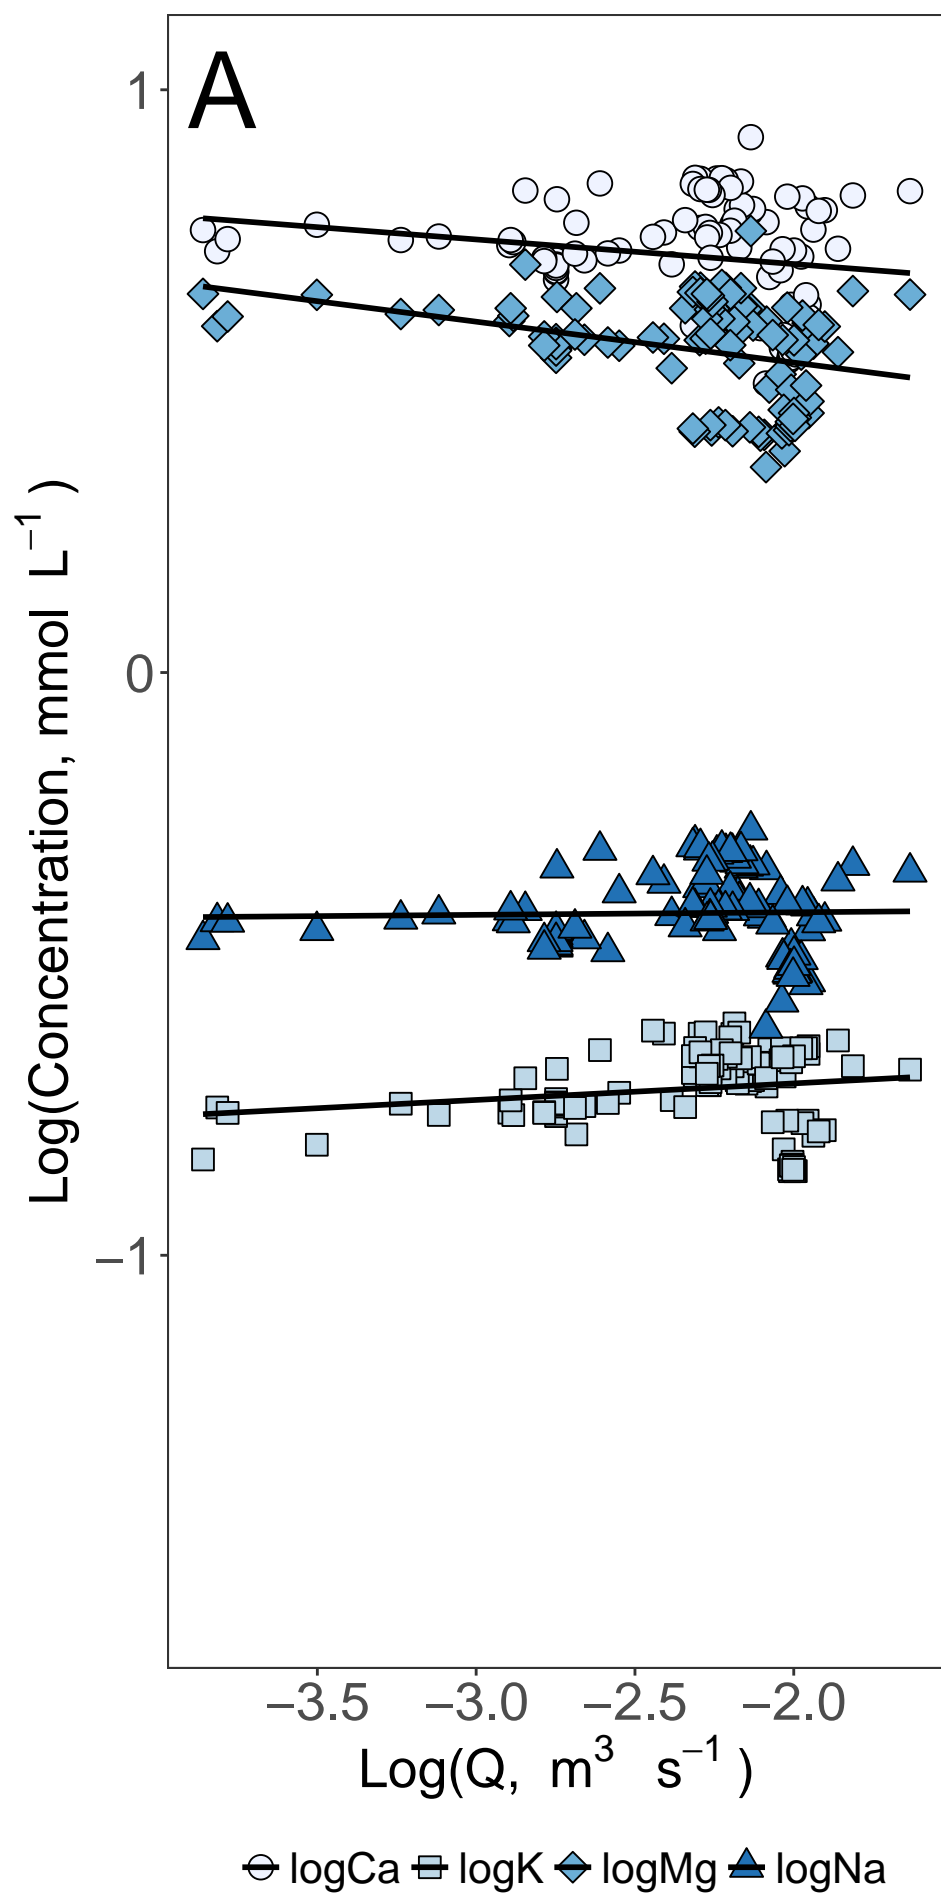 A
1
0
−1
Log(Concentration, mmol L⁻¹ )
−3.5 −3.0 −2.5 −2.0
Log(Q, m³ s⁻¹ )
logCa logK logMg logNa